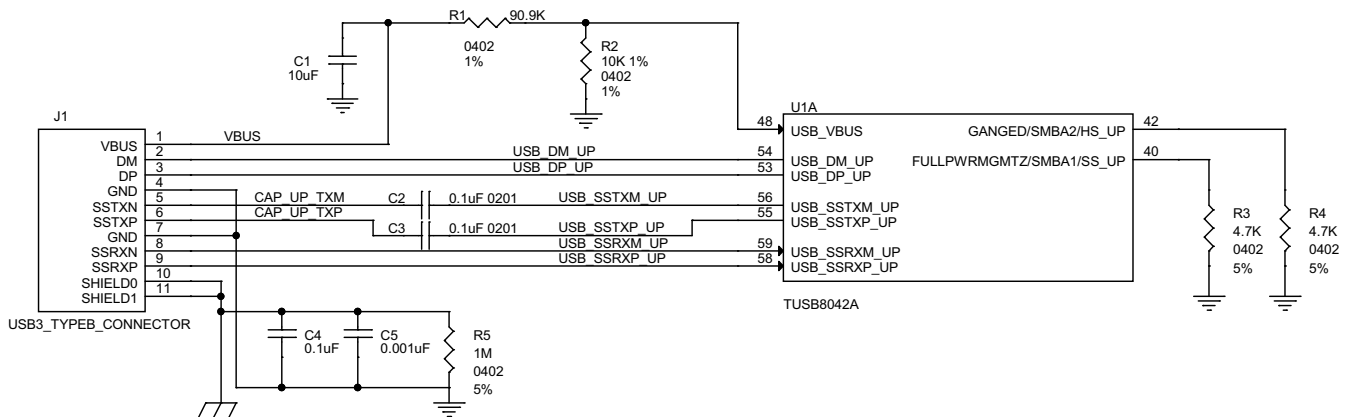 R1 90.9K
0402
1%
R2
10K 1%
0402
1%
C1
10uF
J1
U1A
VBUS 1 VBUS
DM 2 USB_DM_UP 54 USB_DM_UP
DP 3 USB_DP_UP 53 USB_DP_UP
GND 4
SSTXN 5 CAP_UP_TXM C2 0.1uF 0201 USB_SSTXM_UP 56 USB_SSTXM_UP
SSTXP 6 CAP_UP_TXP C3 0.1uF 0201 USB_SSTXP_UP 55 USB_SSTXP_UP
GND 7
SSRXN 8 USB_SSRXM_UP 59 USB_SSRXM_UP
SSRXP 9 USB_SSRXP_UP 58 USB_SSRXP_UP
SHIELD0 10
SHIELD1 11
USB3_TYPEB_CONNECTOR
48 USB_VBUS
GANGED/SMBA2/HS_UP 42
FULLPWRMGMTZ/SMBA1/SS_UP 40
TUSB8042A
R3
4.7K
0402
5%
R4
4.7K
0402
5%
C4
0.1uF
C5
0.001uF
R5
1M
0402
5%